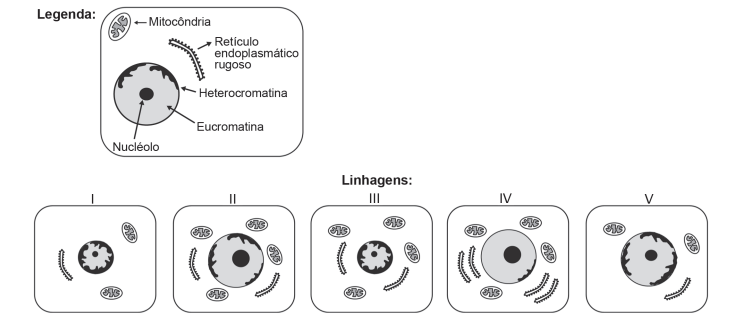 Legenda:
Mitocôndria
Retículo
endoplasmático
rugoso
Heterocromatina
Eucromatina
Nucléolo
Linhagens:
I II III IV V